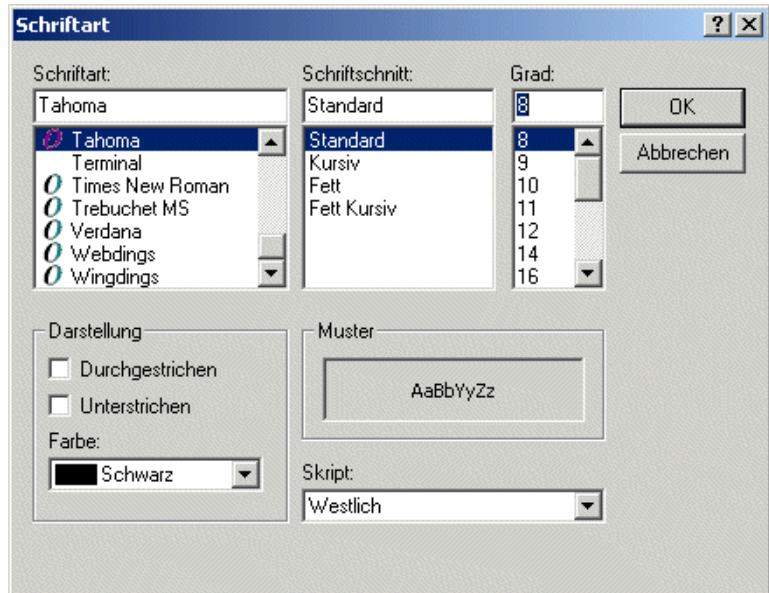 Schriftart
Schriftart:
Tahoma
Tahoma
Terminal
Times New Roman
Trebuchet MS
Verdana
Webdings
Wingdings
Schriftschnitt:
Standard
Standard
Kursiv
Fett
Fett Kursiv
Grad:
8
8
9
10
11
12
14
16
OK
Abbrechen
Darstellung
Durchgestrichen
Unterstrichen
Farbe:
Schwarz
Muster
AaBbYyZz
Skript:
Westlich